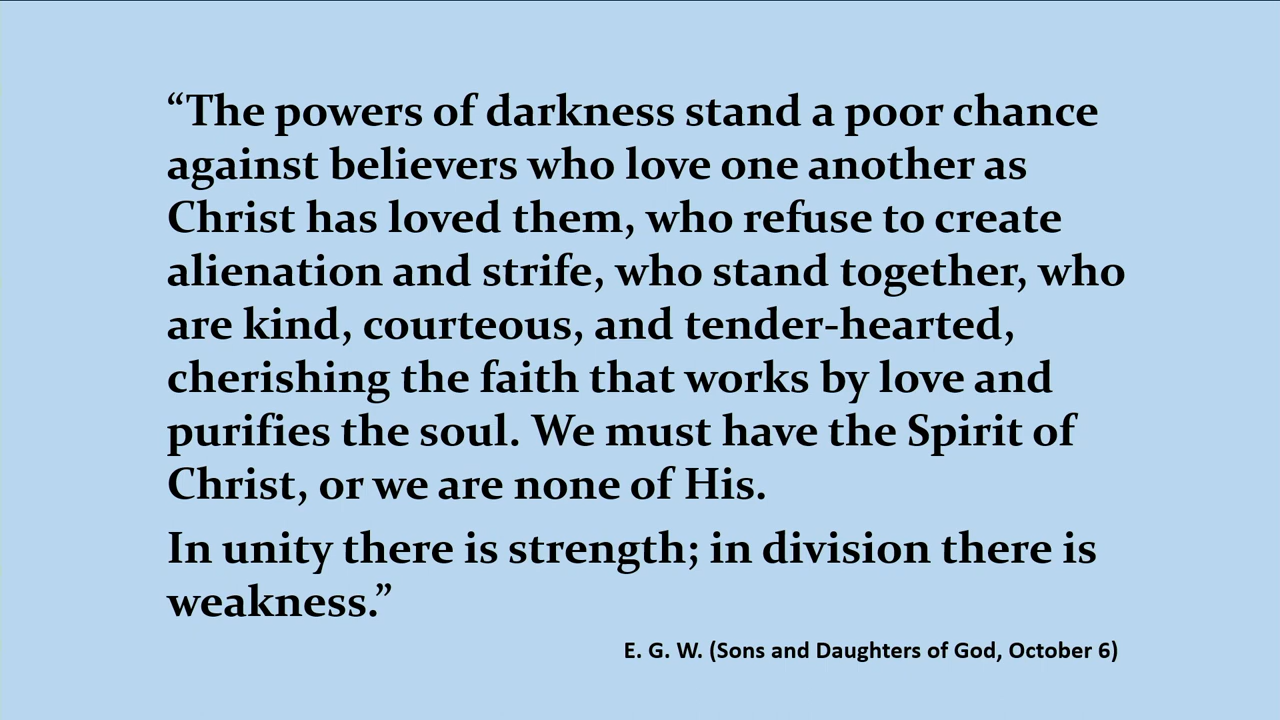 “The powers of darkness stand a poor chance
against believers who love one another as
Christ has loved them, who refuse to create
alienation and strife, who stand together, who
are kind, courteous, and tender-hearted,
cherishing the faith that works by love and
purifies the soul. We must have the Spirit of
Christ, or we are none of His.
In unity there is strength; in division there is
weakness.”
E. G. W. (Sons and Daughters of God, October 6)